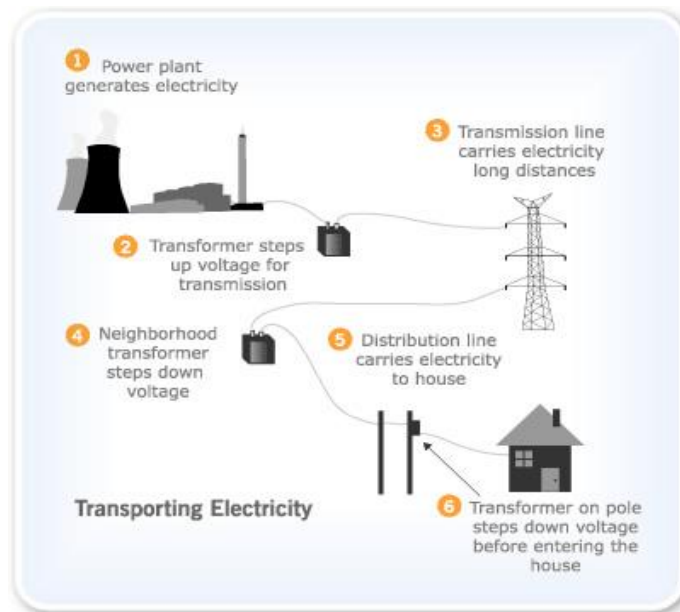 1 Power plant
generates electricity
3 Transmission line
carries electricity
long distances
2 Transformer steps
up voltage for
transmission
4 Neighborhood
transformer
steps down
voltage
5 Distribution line
carries electricity
to house
Transporting Electricity
6 Transformer on pole
steps down voltage
before entering the
house